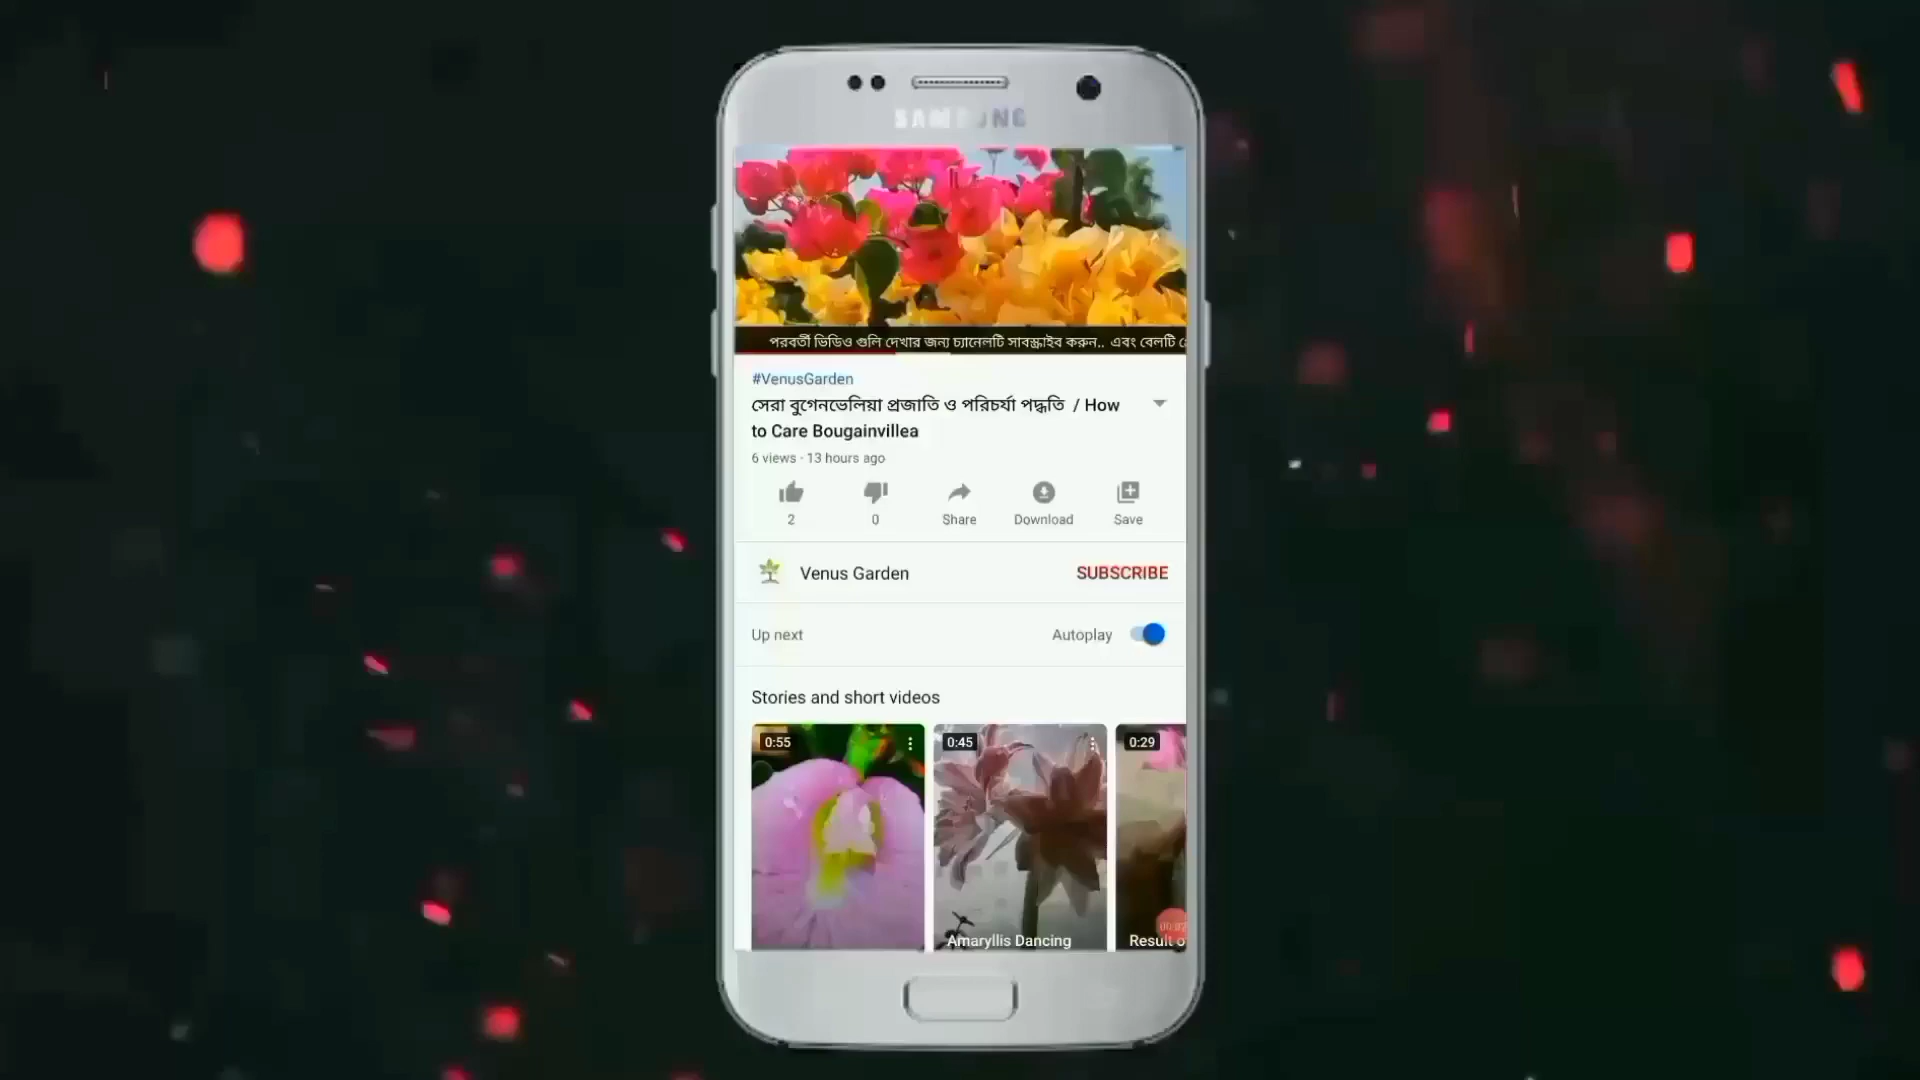 SAMSUNG
পরবর্তী ভিডিও গুলি দেখার জন্য চ্যানেলটি সাবস্ক্রাইব করুন.. এবং বেলটি
#VenusGarden
সেরা বুগেনভেলিয়া প্রজাতি ও পরিচর্যা পদ্ধতি / How
to Care Bougainvillea
6 views · 13 hours ago
2
0
Share
Download
Save
Venus Garden
SUBSCRIBE
Up next
Autoplay
Stories and short videos
0:55
0:45
0:29
Amaryllis Dancing
Result o